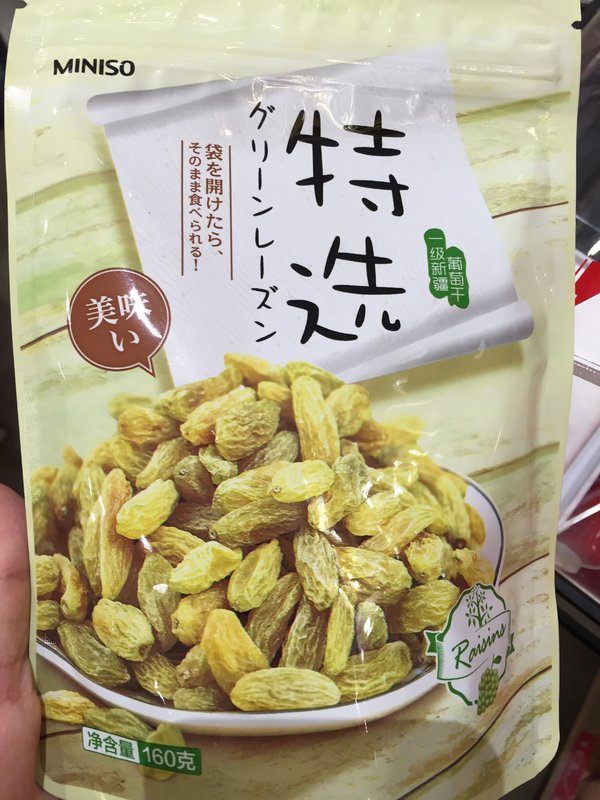 MINISO
特选
グリーンレーズン
袋を開けたら、
そのまま食べられる!
葡萄干
一级新疆
美味
い
Raisins
净含量 160克